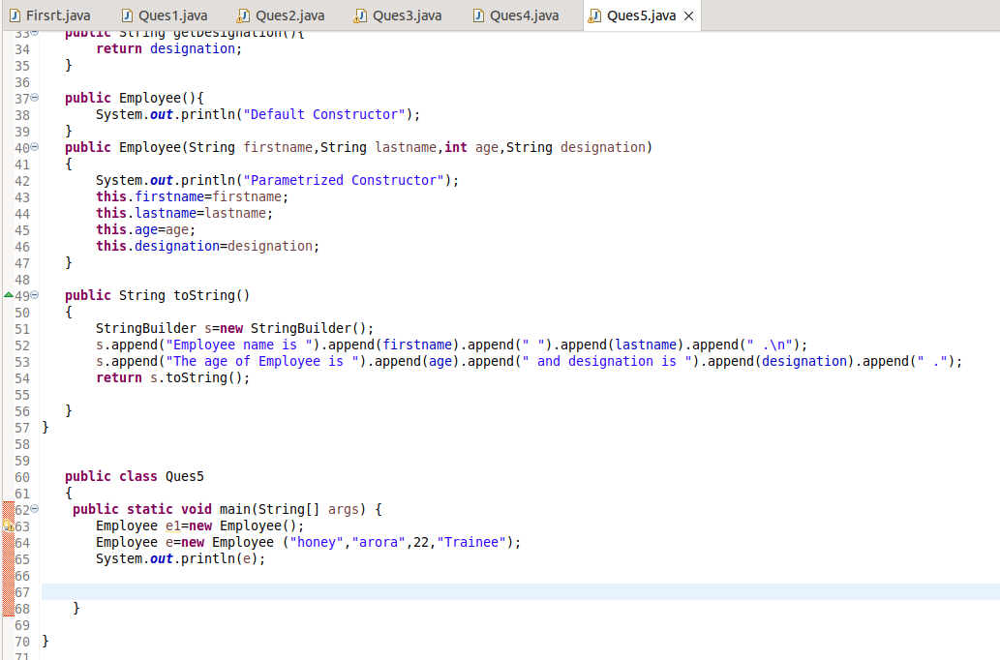 Firsrt.java Ques1.java Ques2.java Ques3.java Ques4.java Ques5.java
33 public String getDesignation(){
34 return designation;
35 }
36
37 public Employee(){
38 System.out.println("Default Constructor");
39 }
40 public Employee(String firstname,String lastname,int age,String designation)
41 {
42 System.out.println("Parametrized Constructor");
43 this.firstname=firstname;
44 this.lastname=lastname;
45 this.age=age;
46 this.designation=designation;
47 }
48
49 public String toString()
50 {
51 StringBuilder s=new StringBuilder();
52 s.append("Employee name is ").append(firstname).append(" ").append(lastname).append(" .\n");
53 s.append("The age of Employee is ").append(age).append(" and designation is ").append(designation).append(" .");
54 return s.toString();
55
56 }
57 }
58
59
60 public class Ques5
61 {
62 public static void main(String[] args) {
63 Employee e1=new Employee();
64 Employee e=new Employee ("honey","arora",22,"Trainee");
65 System.out.println(e);
66
67
68 }
69
70 }
71